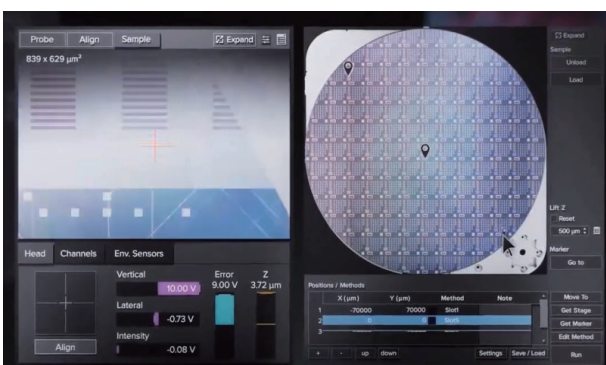 Probe Align Sample Expand
839 x 629 µm²
Head Channels Env. Sensors
Vertical
10.00 V
Lateral
-0.73 V
Intensity
-0.08 V
Error
9.00 V
Z
3.72 µm
Align
Expand
Sample
Unload
Load
Lift Z
Reset
500 µm
Marker
Go to
Positions / Methods
X (µm) Y (µm) Method Note
1 -70000 70000 Slot1
2 0 0
3
+ - up down Settings Save / Load
Move To
Get Stage
Get Marker
Edit Method
Run